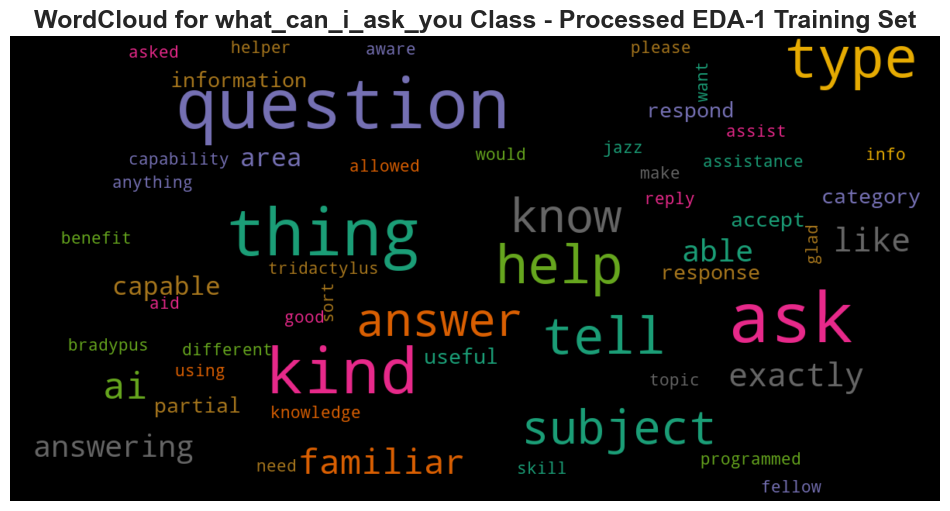 WordCloud for what_can_i_ask_you Class - Processed EDA-1 Training Set
asked helper aware please type
information want
question respond
assist
capability area allowed would jazz assistance info
anything make
thing know reply category
accept
benefit help able glad like
tridactylus response
capable sort
aid good answer tell ask
bradypus different useful
using kind topic exactly
ai
partial knowledge subject
answering familiar programmed
need skill
fellow